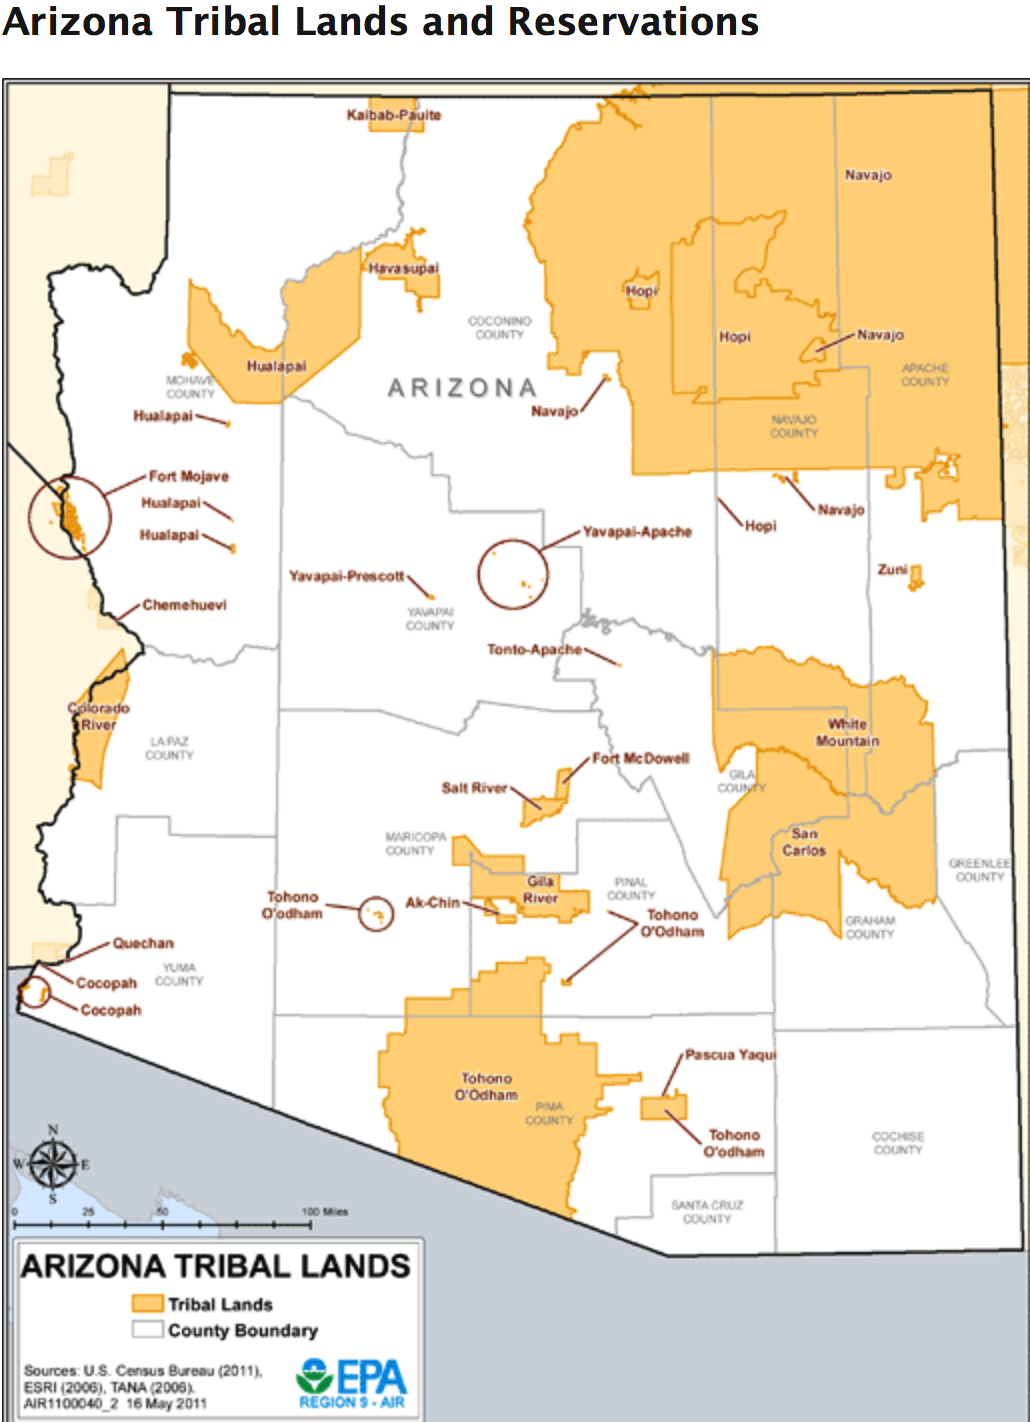 Arizona Tribal Lands and Reservations
Kaibab-Paiute
Navajo
Havasupai
Hopi
COCONINO
COUNTY
Hopi
Navajo
Hualapai
ARIZONA
APACHE
COUNTY
MOHAVE
COUNTY
Hualapai
Navajo
NAVAJO
COUNTY
Fort Mojave
Hualapai
Navajo
Hopi
Hualapai
Yavapai-Apache
Yavapai-Prescott
Zuni
Chemehuevi
YAVAPAI
COUNTY
Tonto-Apache
Colorado
River
White
Mountain
LA PAZ
COUNTY
Fort McDowell
GILA
COUNTY
Salt River
MARICOPA
COUNTY
San
Carlos
GREENLEE
COUNTY
Gila
River
PINAL
COUNTY
Tohono
O'odham
Ak-Chin
Tohono
O'Odham
GRAHAM
COUNTY
Quechan
YUMA
COUNTY
Cocopah
Cocopah
Pascua Yaqui
Tohono
O'Odham
PIMA
COUNTY
Tohono
O'odham
COCHISE
COUNTY
SANTA CRUZ
COUNTY
N
W E
S
0 25 50 100 Miles
ARIZONA TRIBAL LANDS
Tribal Lands
County Boundary
Sources: U.S. Census Bureau (2011),
ESRI (2006), TANA (2006).
AIR1100040_2 16 May 2011
EPA
REGION 9 - AIR